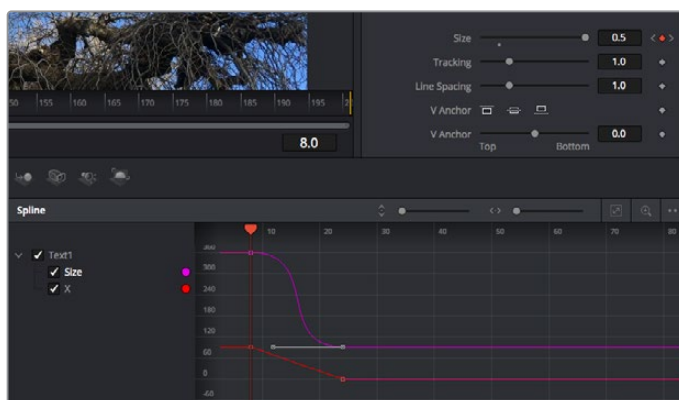 Size 0.5
Tracking 1.0
Line Spacing 1.0
V Anchor
V Anchor 0.0
Top Bottom
50 155 160 165 170 175 180 185 190 195
8.0
Spline
10 20 30 40 50 60 70 80
Text1
Size
X
360
300
240
180
120
60
0
-60